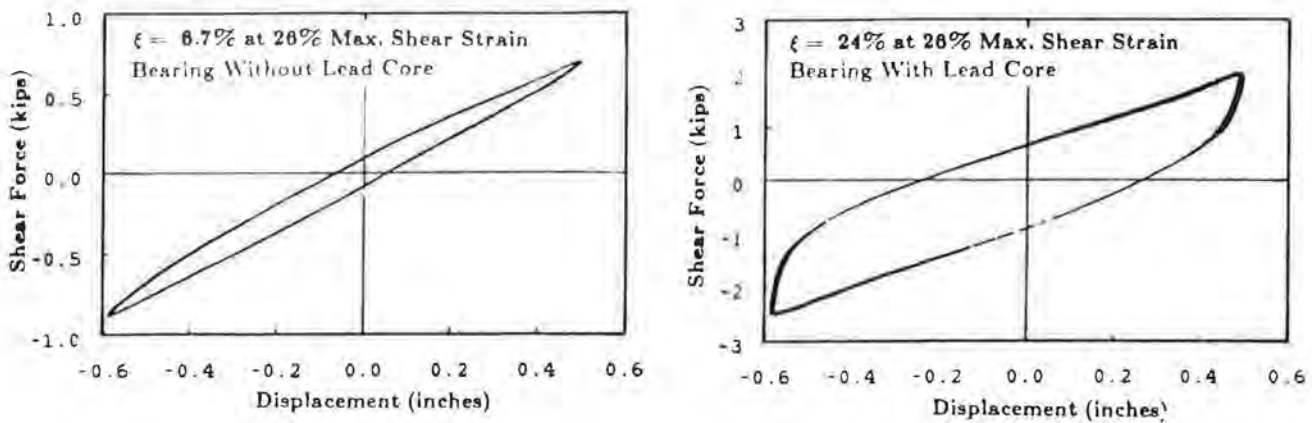 ξ = 6.7% at 26% Max. Shear Strain
Bearing Without Lead Core
Shear Force (kips)
1.0
0.5
0.0
-0.5
-1.0
-0.6 -0.4 -0.2 0.0 0.2 0.4 0.6
Displacement (inches)
ξ = 24% at 26% Max. Shear Strain
Bearing With Lead Core
Shear Force (kips)
3
2
1
0
-1
-2
-3
-0.6 -0.4 -0.2 0.0 0.2 0.4 0.6
Displacement (inches)